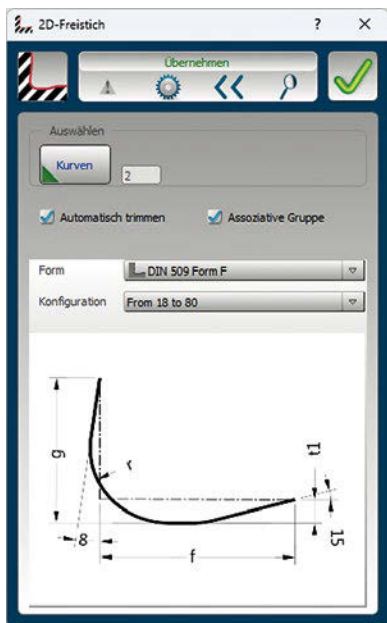 2D-Freistich ? ×
Übernehmen
Auswählen
Kurven 2
Automatisch trimmen Assoziative Gruppe
Form DIN 509 Form F
Konfiguration From 18 to 80
g
r
t1
8
15
f